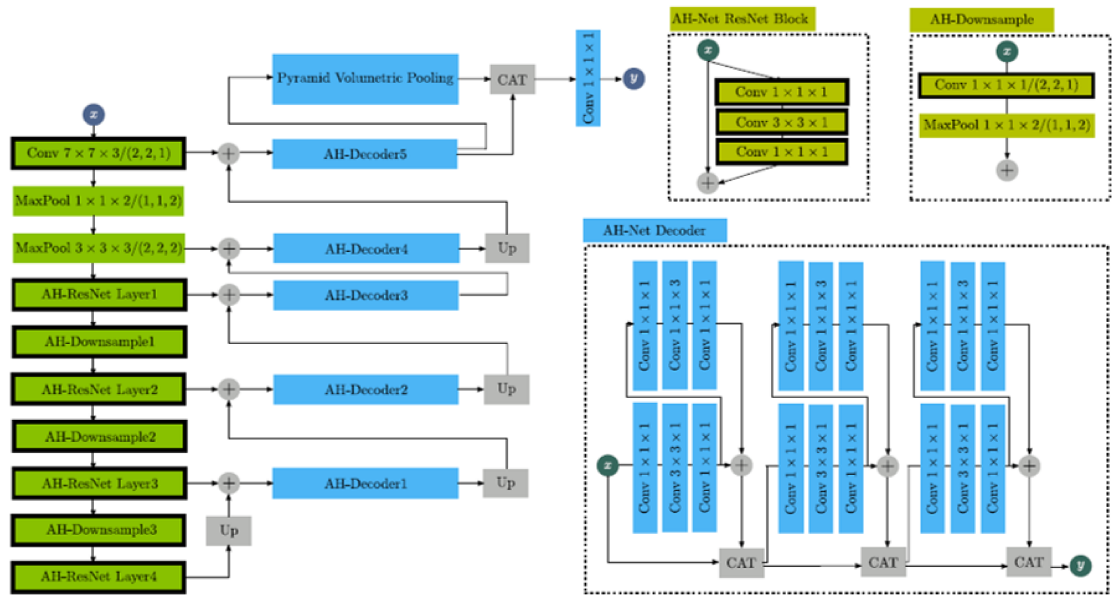 x
Conv 7 × 7 × 3/(2, 2, 1)
MaxPool 1 × 1 × 2/(1, 1, 2)
MaxPool 3 × 3 × 3/(2, 2, 2)
AH-ResNet Layer1
AH-Downsample1
AH-ResNet Layer2
AH-Downsample2
AH-ResNet Layer3
AH-Downsample3
AH-ResNet Layer4
+
+
+
+
+
Up
Pyramid Volumetric Pooling
AH-Decoder5
AH-Decoder4
AH-Decoder3
AH-Decoder2
AH-Decoder1
CAT
Up
Up
Up
Conv 1 × 1 × 1
y
AH-Net ResNet Block
x
Conv 1 × 1 × 1
Conv 3 × 3 × 1
Conv 1 × 1 × 1
+
AH-Downsample
x
Conv 1 × 1 × 1/(2, 2, 1)
MaxPool 1 × 1 × 2/(1, 1, 2)
+
AH-Net Decoder
Conv 1 × 1 × 1
Conv 1 × 1 × 3
Conv 1 × 1 × 1
Conv 1 × 1 × 1
Conv 1 × 1 × 3
Conv 1 × 1 × 1
Conv 1 × 1 × 1
Conv 1 × 1 × 3
Conv 1 × 1 × 1
x
Conv 1 × 1 × 1
Conv 3 × 3 × 1
Conv 1 × 1 × 1
+
Conv 1 × 1 × 1
Conv 3 × 3 × 1
Conv 1 × 1 × 1
+
Conv 1 × 1 × 1
Conv 3 × 3 × 1
Conv 1 × 1 × 1
+
CAT
CAT
CAT
y